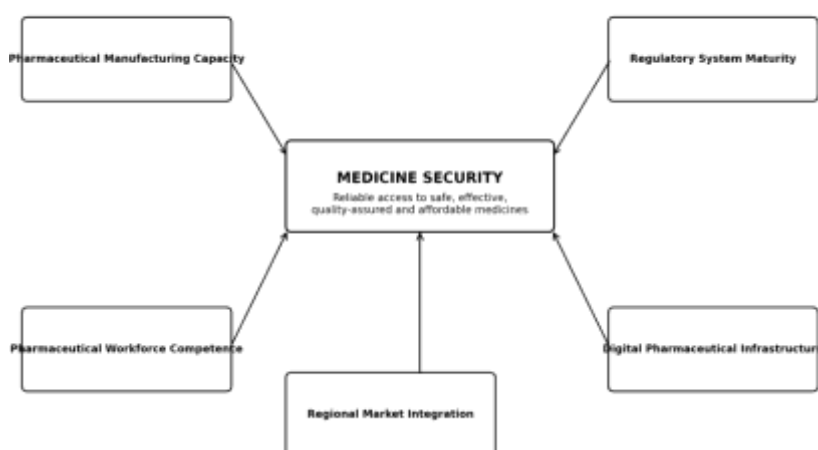 Pharmaceutical Manufacturing Capacity
Regulatory System Maturity
MEDICINE SECURITY
Reliable access to safe, effective,
quality-assured and affordable medicines
Pharmaceutical Workforce Competence
Digital Pharmaceutical Infrastructure
Regional Market Integration